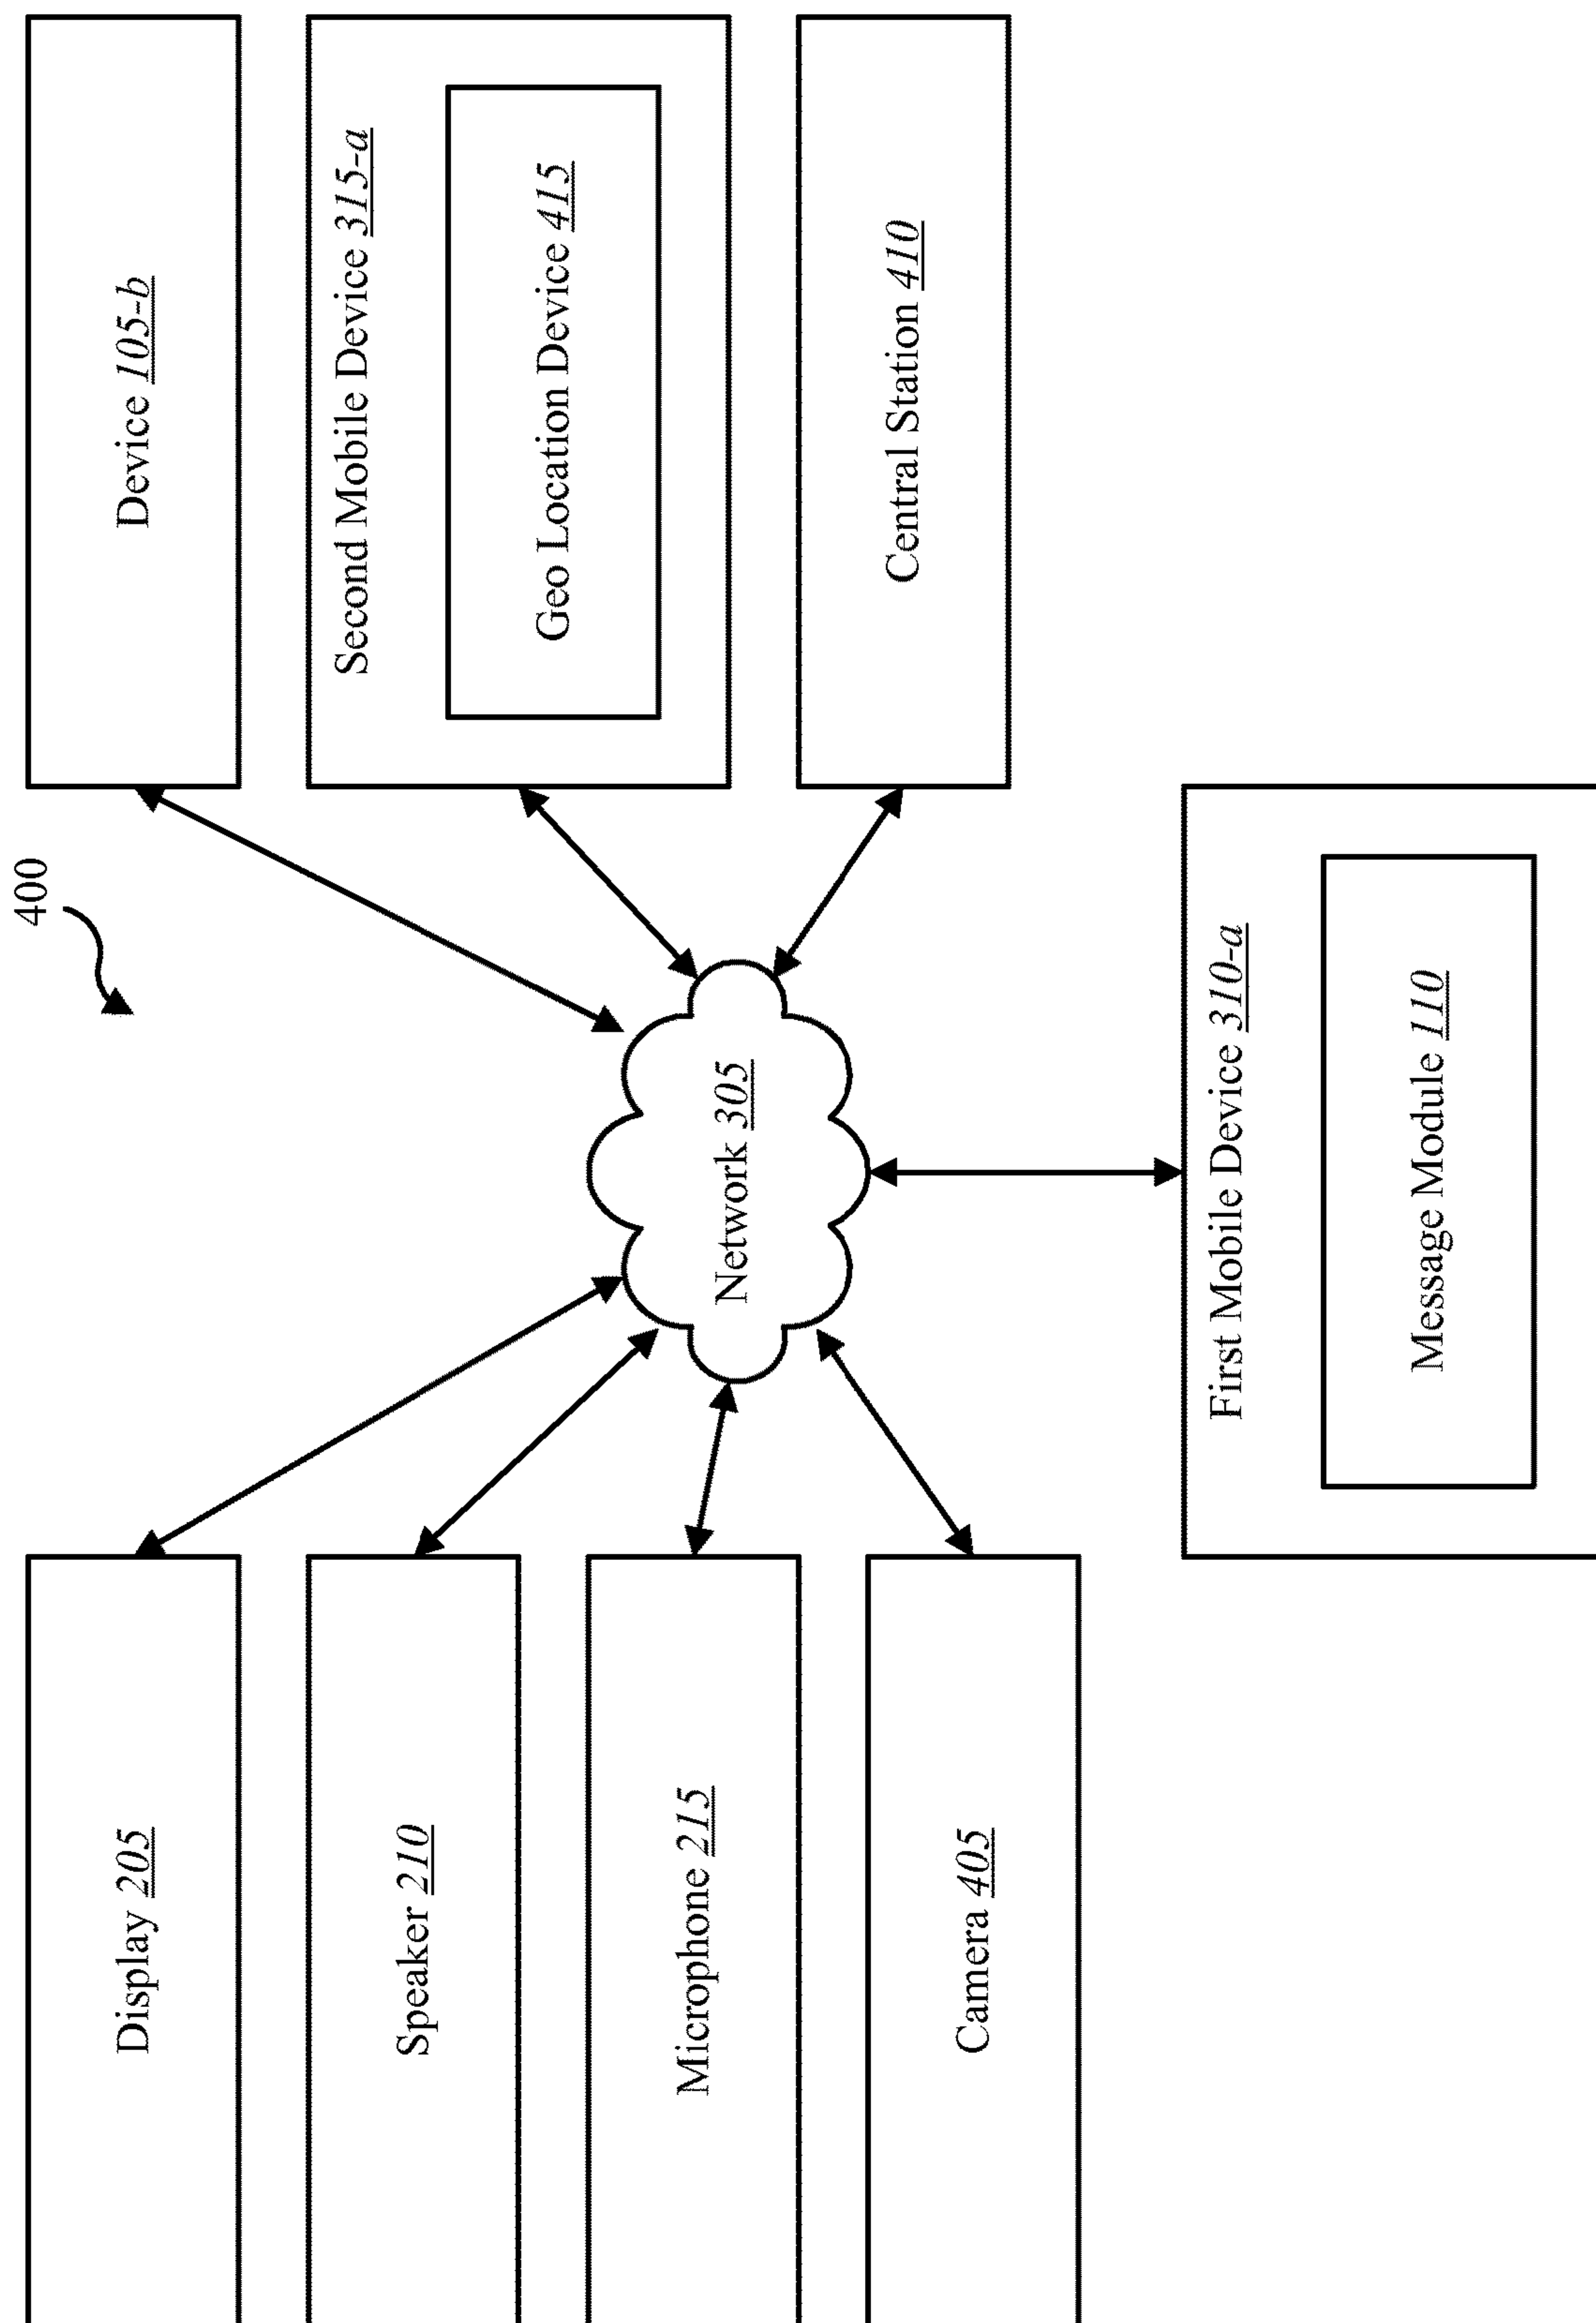 400
Display 205
Speaker 210
Microphone 215
Camera 405
Network 305
Device 105-b
Second Mobile Device 315-a
Geo Location Device 415
Central Station 410
First Mobile Device 310-a
Message Module 110